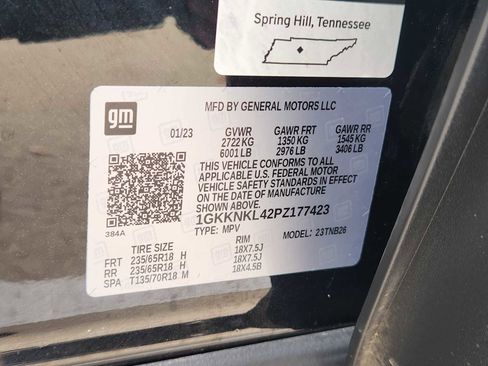 Spring Hill, Tennessee
gm
MFD BY GENERAL MOTORS LLC
01/23 GVWR GAWR FRT GAWR RR
2722 KG 1350 KG 1545 KG
6001 LB 2976 LB 3406 LB
THIS VEHICLE CONFORMS TO ALL
APPLICABLE U.S. FEDERAL MOTOR
VEHICLE SAFETY STANDARDS IN EFFECT
ON THE DATE OF MANUFACTURE
SHOWN ABOVE.
1GKKNKL42PZ177423
384A TYPE: MPV MODEL: 23TNB26
TIRE SIZE RIM
FRT 235/65R18 H 18X7.5J
RR 235/65R18 H 18X7.5J
SPA T135/70R18 M 18X4.5B